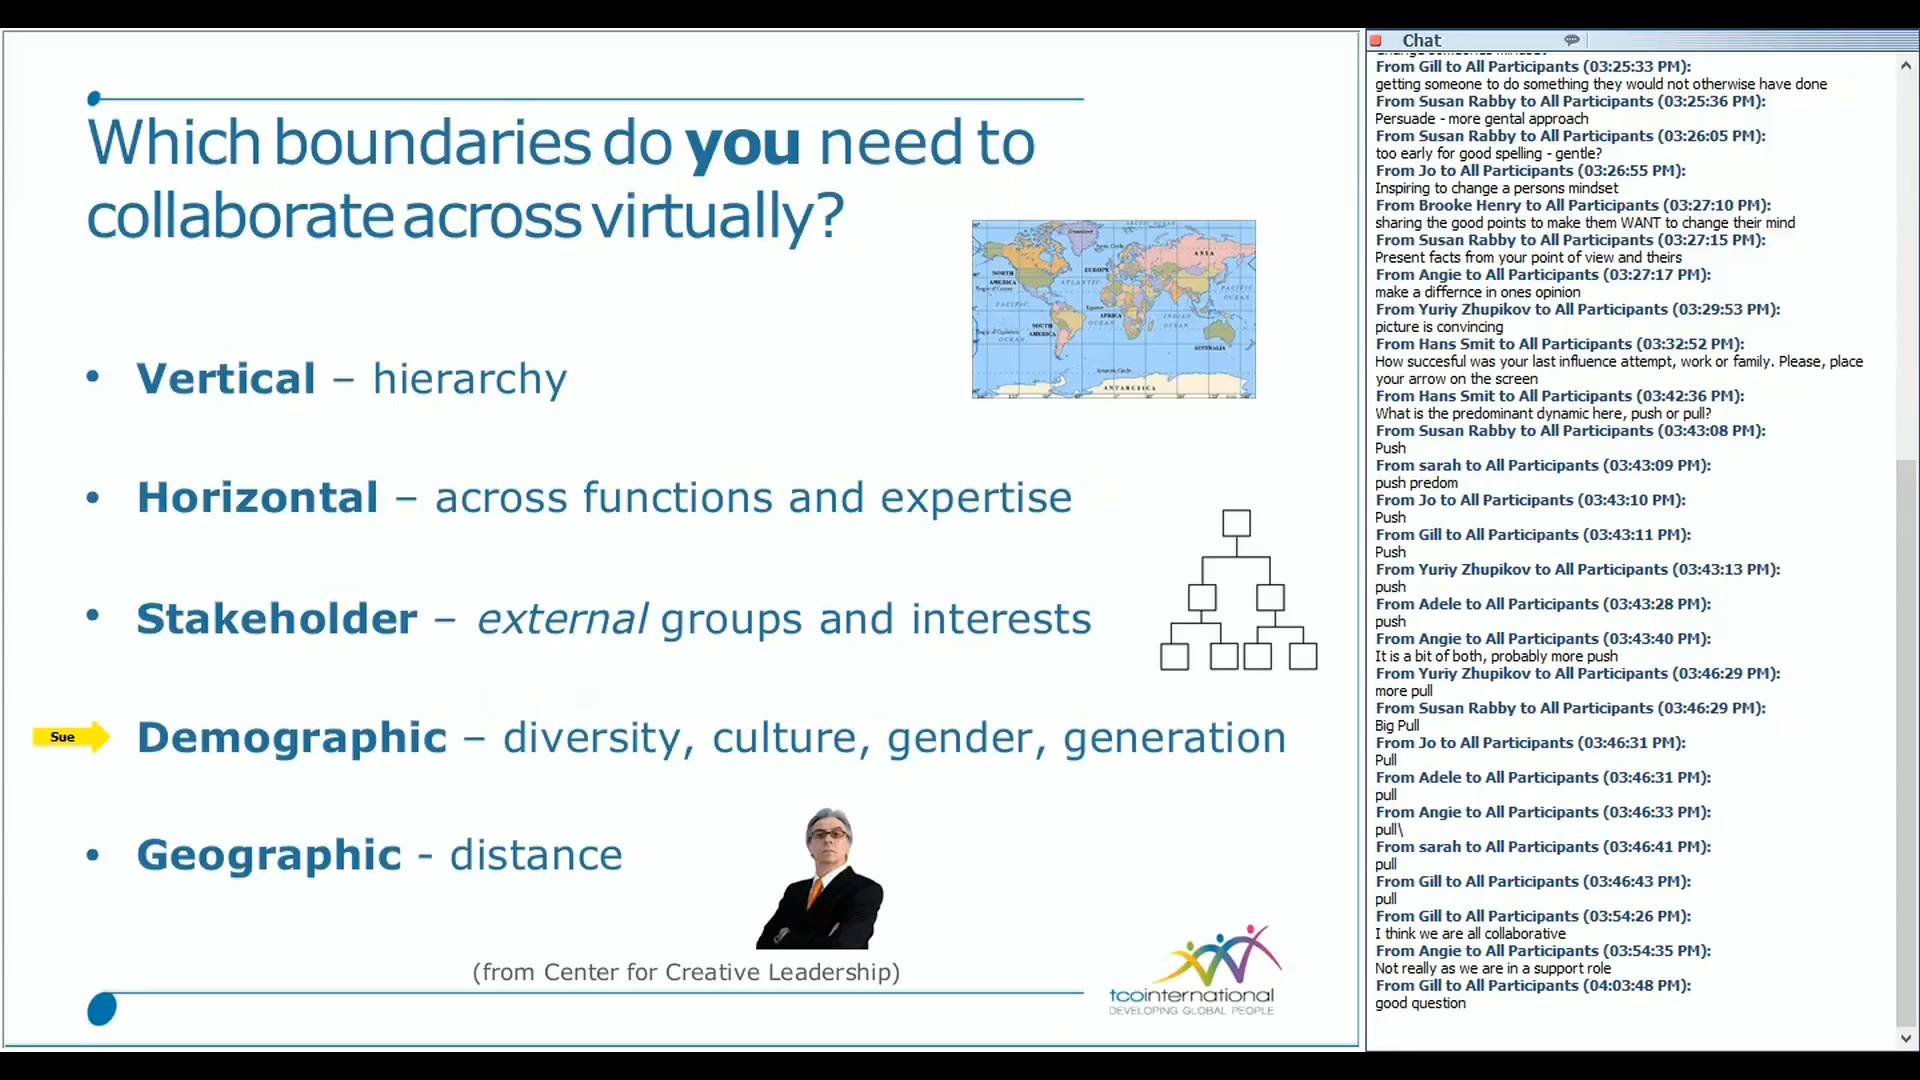 Which boundaries do you need to
collaborate across virtually?
• Vertical – hierarchy
• Horizontal – across functions and expertise
• Stakeholder – external groups and interests
Sue
Demographic – diversity, culture, gender, generation
• Geographic - distance
(from Center for Creative Leadership)
tcointernational
DEVELOPING GLOBAL PEOPLE
NORTH
AMERICA
SOUTH
AMERICA
EUROPE
AFRICA
ASIA
AUSTRALIA
ANTARCTICA
Chat
From Gill to All Participants (03:25:33 PM):
getting someone to do something they would not otherwise have done
From Susan Rabby to All Participants (03:25:36 PM):
Persuade - more gental approach
From Susan Rabby to All Participants (03:26:05 PM):
too early for good spelling - gentle?
From Jo to All Participants (03:26:55 PM):
Inspiring to change a persons mindset
From Brooke Henry to All Participants (03:27:10 PM):
sharing the good points to make them WANT to change their mind
From Susan Rabby to All Participants (03:27:15 PM):
Present facts from your point of view and theirs
From Angie to All Participants (03:27:17 PM):
make a differnce in ones opinion
From Yuriy Zhupikov to All Participants (03:29:53 PM):
picture is convincing
From Hans Smit to All Participants (03:32:52 PM):
How succesful was your last influence attempt, work or family. Please, place
your arrow on the screen
From Hans Smit to All Participants (03:42:36 PM):
What is the predominant dynamic here, push or pull?
From Susan Rabby to All Participants (03:43:08 PM):
Push
From sarah to All Participants (03:43:09 PM):
push predom
From Jo to All Participants (03:43:10 PM):
Push
From Gill to All Participants (03:43:11 PM):
Push
From Yuriy Zhupikov to All Participants (03:43:13 PM):
push
From Adele to All Participants (03:43:28 PM):
push
From Angie to All Participants (03:43:40 PM):
It is a bit of both, probably more push
From Yuriy Zhupikov to All Participants (03:46:29 PM):
more pull
From Susan Rabby to All Participants (03:46:29 PM):
Big Pull
From Jo to All Participants (03:46:31 PM):
Pull
From Adele to All Participants (03:46:31 PM):
pull
From Angie to All Participants (03:46:33 PM):
pull\
From sarah to All Participants (03:46:41 PM):
pull
From Gill to All Participants (03:46:43 PM):
pull
From Gill to All Participants (03:54:26 PM):
I think we are all collaborative
From Angie to All Participants (03:54:35 PM):
Not really as we are in a support role
From Gill to All Participants (04:03:48 PM):
good question